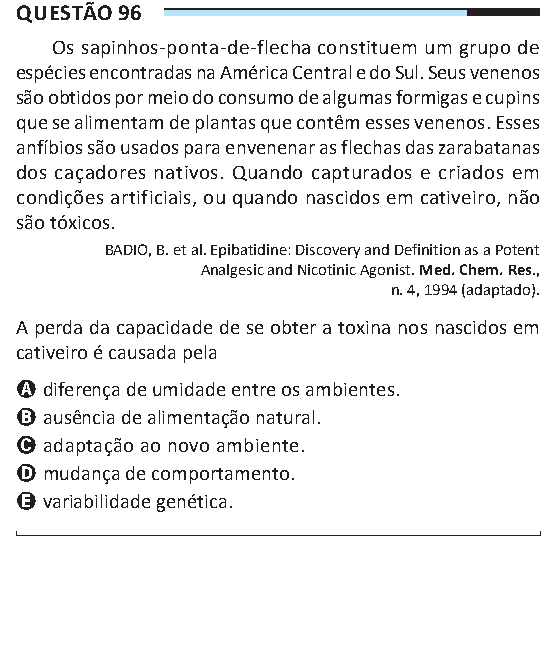 QUESTÃO 96
Os sapinhos-ponta-de-flecha constituem um grupo de
espécies encontradas na América Central e do Sul. Seus venenos
são obtidos por meio do consumo de algumas formigas e cupins
que se alimentam de plantas que contêm esses venenos. Esses
anfíbios são usados para envenenar as flechas das zarabatanas
dos caçadores nativos. Quando capturados e criados em
condições artificiais, ou quando nascidos em cativeiro, não
são tóxicos.
BADIO, B. et al. Epibatidine: Discovery and Definition as a Potent
Analgesic and Nicotinic Agonist. Med. Chem. Res.,
n. 4, 1994 (adaptado).
A perda da capacidade de se obter a toxina nos nascidos em
cativeiro é causada pela
A diferença de umidade entre os ambientes.
B ausência de alimentação natural.
C adaptação ao novo ambiente.
D mudança de comportamento.
E variabilidade genética.